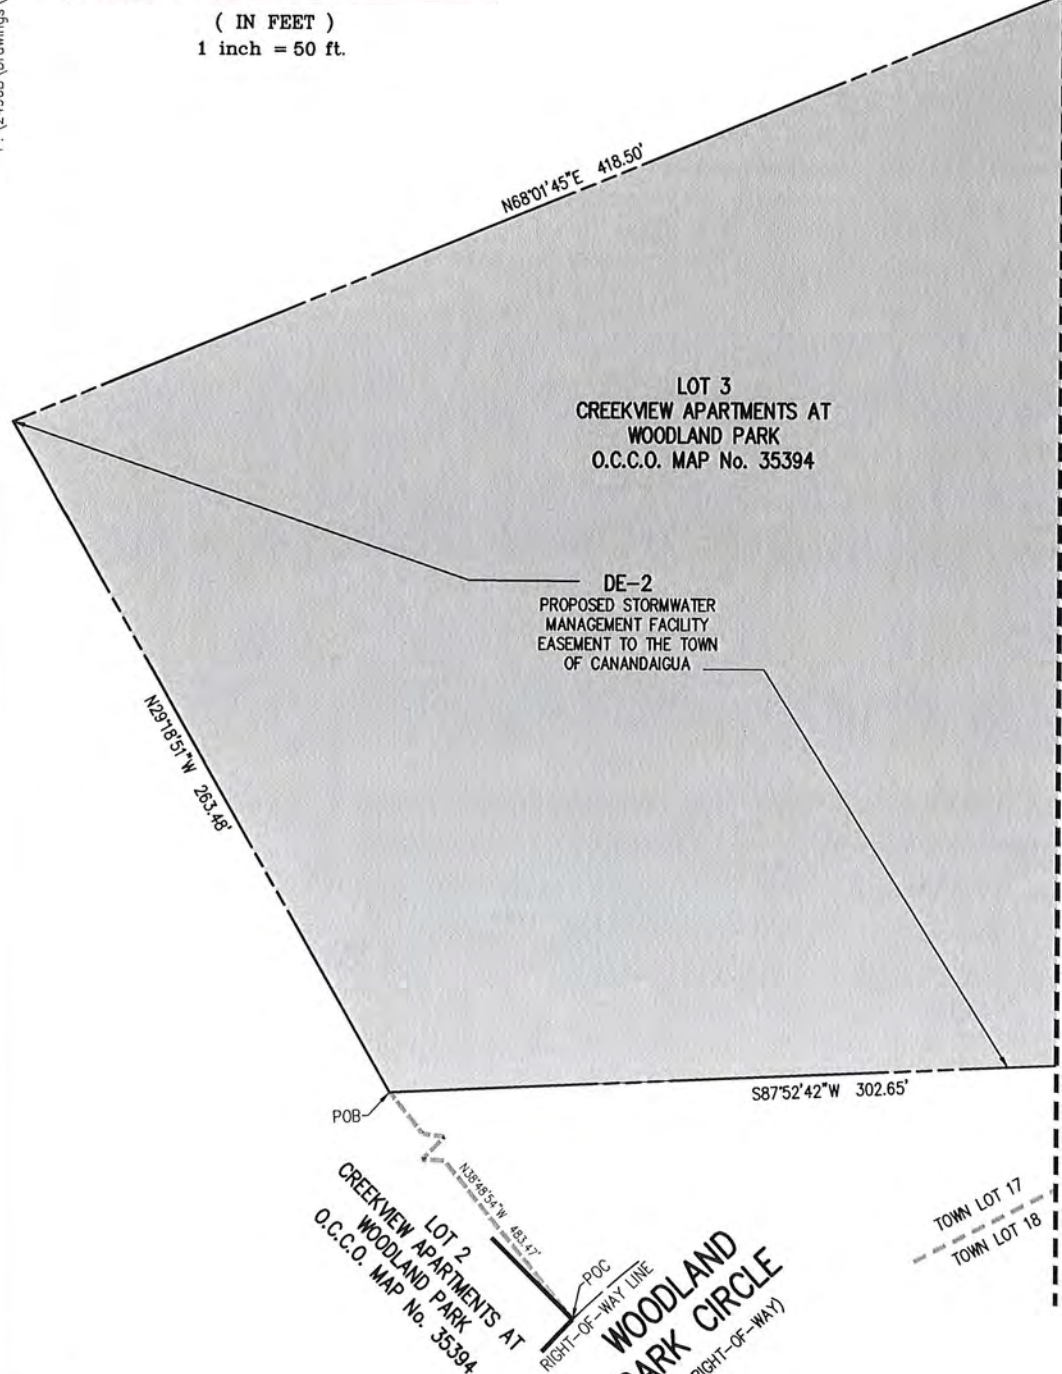 ( IN FEET )
1 inch = 50 ft.
N68°01'45"E 418.50'
LOT 3
CREEKVIEW APARTMENTS AT
WOODLAND PARK
O.C.C.O. MAP No. 35394
DE-2
PROPOSED STORMWATER
MANAGEMENT FACILITY
EASEMENT TO THE TOWN
OF CANANDAIGUA
N29°18'51"W 263.48'
S87°52'42"W 302.65'
POB
N38°48'54"W 483.47'
LOT 2
CREEKVIEW APARTMENTS AT
WOODLAND PARK
O.C.C.O. MAP No. 35394
POC
RIGHT-OF-WAY LINE
WOODLAND
PARK CIRCLE
RIGHT-OF-WAY)
TOWN LOT 17
TOWN LOT 18